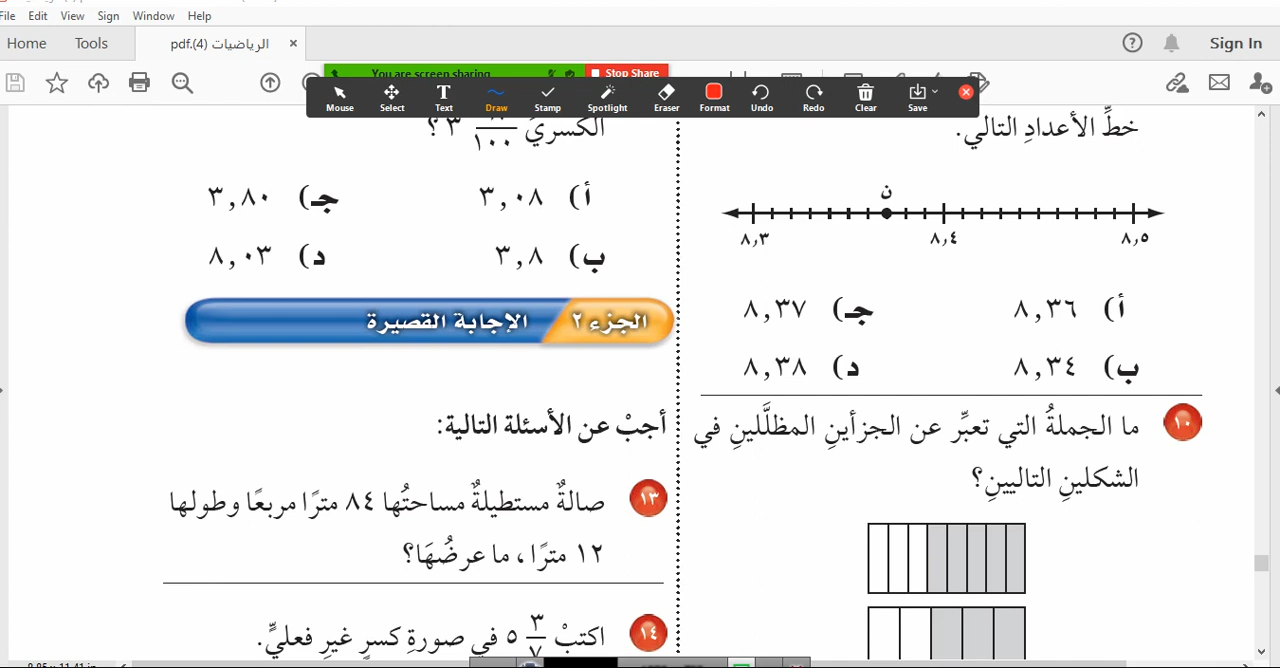 File Edit View Sign Window Help
Home Tools الرياضيات (4).pdf × Sign In
You are screen sharing Stop Share
Mouse Select Text Draw Stamp Spotlight Eraser Format Undo Redo Clear Save
خطِّ الأعدادِ التالي.
ن
٨,٣ ٨,٤ ٨,٥
أ) ٨,٣٦ جـ) ٨,٣٧
ب) ٨,٣٤ د) ٨,٣٨
١٠ ما الجملةُ التي تعبِّر عن الجزأينِ المظلَّلينِ في
الشكلينِ التاليينِ؟
الكسريَّ ٣ /١٠٠ ؟
أ) ٣,٠٨ جـ) ٣,٨٠
ب) ٣,٨ د) ٨,٠٣
الجزء ٢ الإجابة القصيرة
أجبْ عن الأسئلة التالية:
١٣ صالةٌ مستطيلةٌ مساحتُها ٨٤ مترًا مربعًا وطولها
١٢ مترًا، ما عرضُهَا؟
١٤ اكتبْ ٥ ٣/٧ في صورةِ كسرٍ غيرِ فعليٍّ.